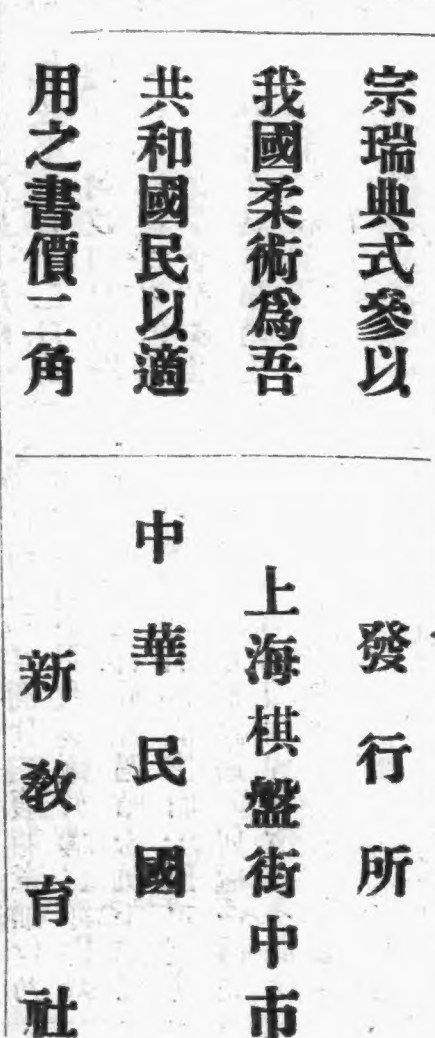 宗瑞典式參以
我國柔術爲吾
共和國民以適
用之書價二角
發行所
上海棋盤街中市
中華民國
新教育社